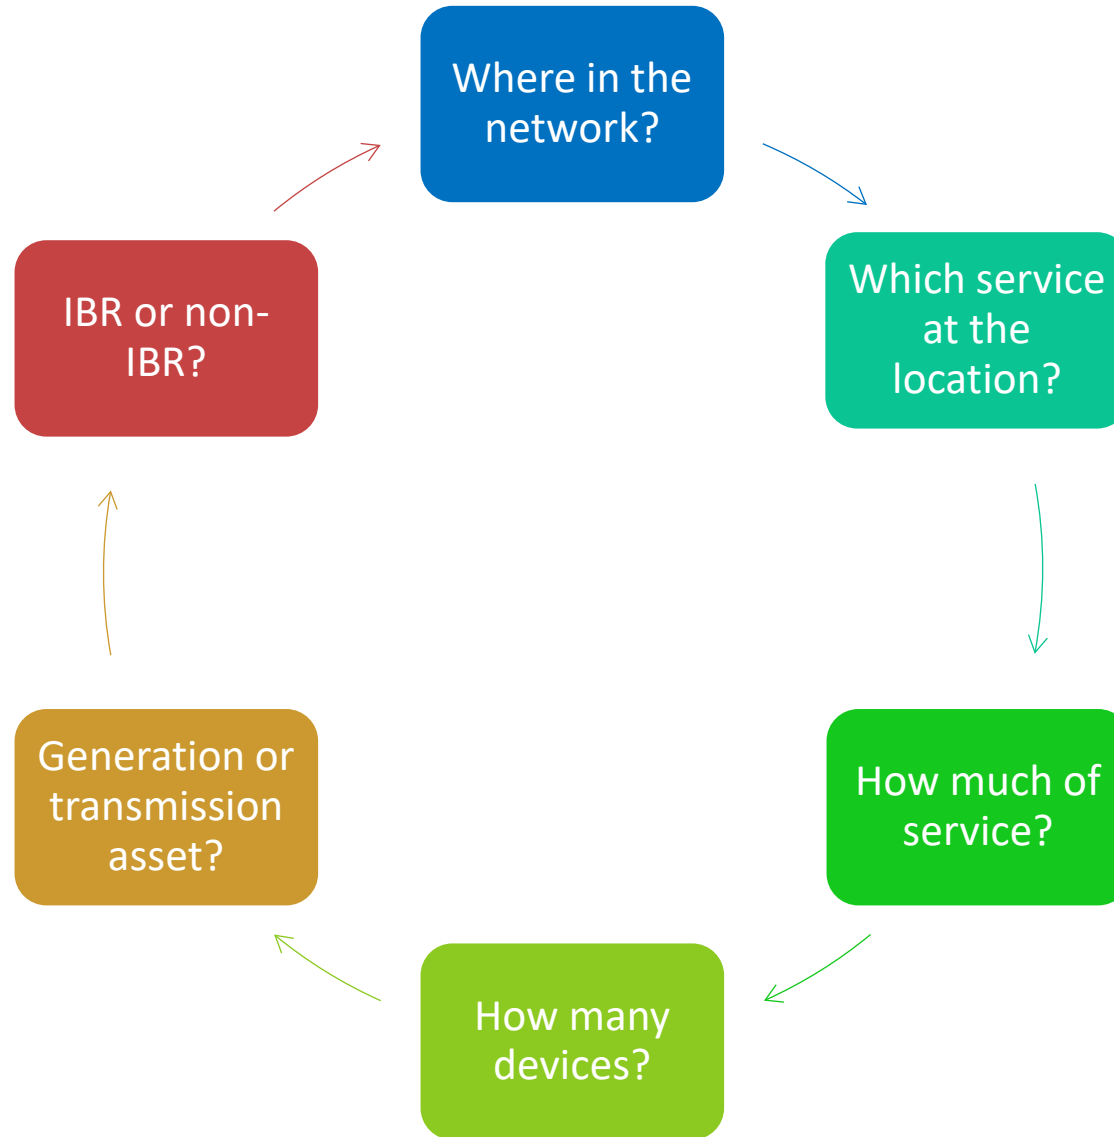 Where in the
network?
Which service
at the
location?
How much of
service?
How many
devices?
Generation or
transmission
asset?
IBR or non-
IBR?